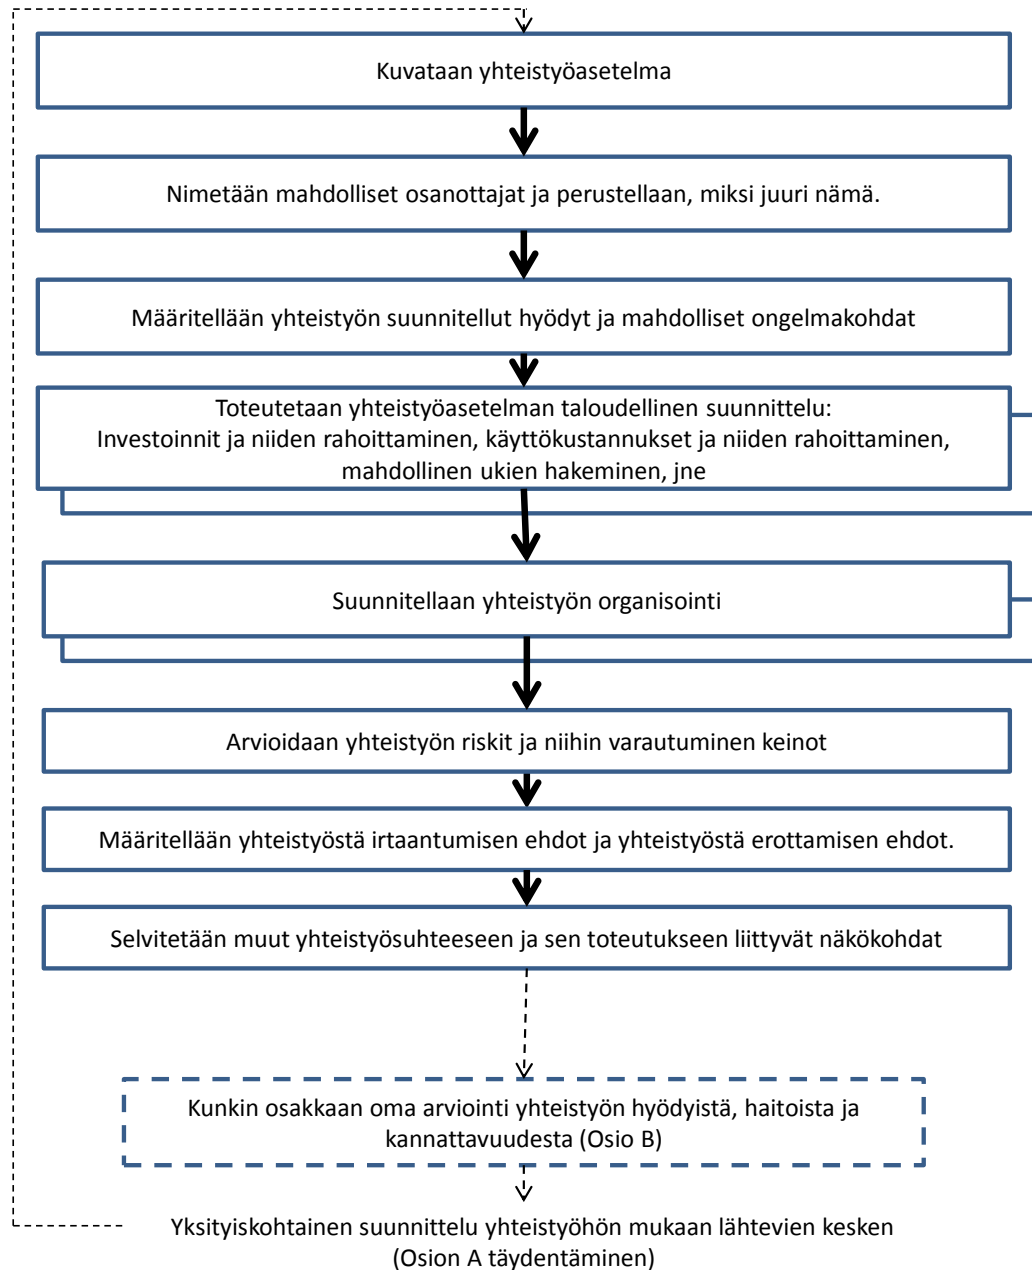 Kuvataan yhteistyöasetelma
Nimetään mahdolliset osanottajat ja perustellaan, miksi juuri nämä.
Määritellään yhteistyön suunnitellut hyödyt ja mahdolliset ongelmakohdat
Toteutetaan yhteistyöasetelman taloudellinen suunnittelu:
Investoinnit ja niiden rahoittaminen, käyttökustannukset ja niiden rahoittaminen,
mahdollinen ukien hakeminen, jne
Suunnitellaan yhteistyön organisointi
Arvioidaan yhteistyön riskit ja niihin varautuminen keinot
Määritellään yhteistyöstä irtaantumisen ehdot ja yhteistyöstä erottamisen ehdot.
Selvitetään muut yhteistyösuhteeseen ja sen toteutukseen liittyvät näkökohdat
Kunkin osakkaan oma arviointi yhteistyön hyödyistä, haitoista ja
kannattavuudesta (Osio B)
Yksityiskohtainen suunnittelu yhteistyöhön mukaan lähtevien kesken
(Osion A täydentäminen)